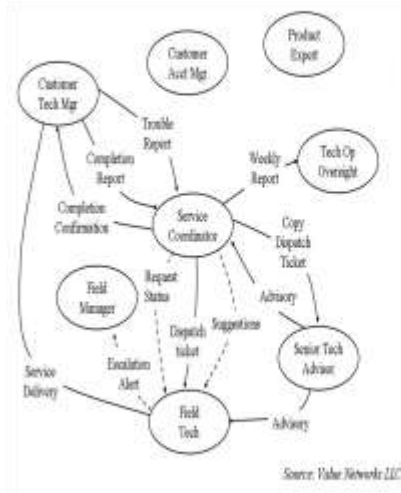 Product
Expert
Customer
Acct Mgt
Customer
Tech Mgr
Trouble
Report
Completion
Report
Weekly
Report
Tech Op
Oversight
Completion
Confirmation
Service
Coordinator
Copy
Dispatch
Ticket
Request
Status
Field
Manager
Advisory
Dispatch
ticket
Suggestions
Senior Tech
Advisor
Escalation
Alert
Service
Delivery
Field
Tech
Advisory
Source: Value Networks LLC